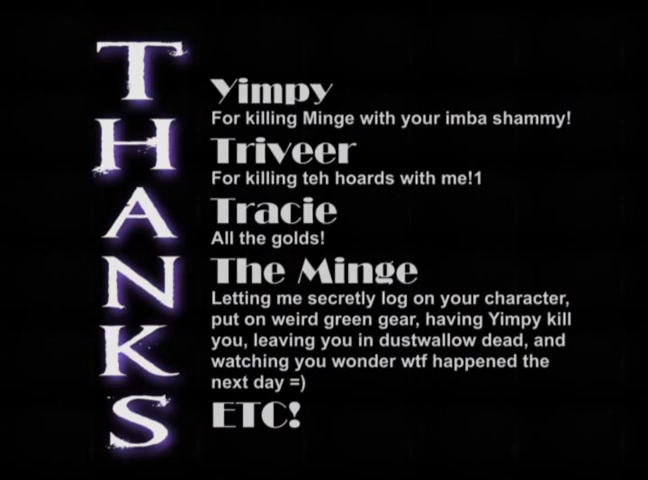 THANKS
Yimpy
For killing Minge with your imba shammy!
Triveer
For killing teh hoards with me!1
Tracie
All the golds!
The Minge
Letting me secretly log on your character,
put on weird green gear, having Yimpy kill
you, leaving you in dustwallow dead, and
watching you wonder wtf happened the
next day =)
ETC!